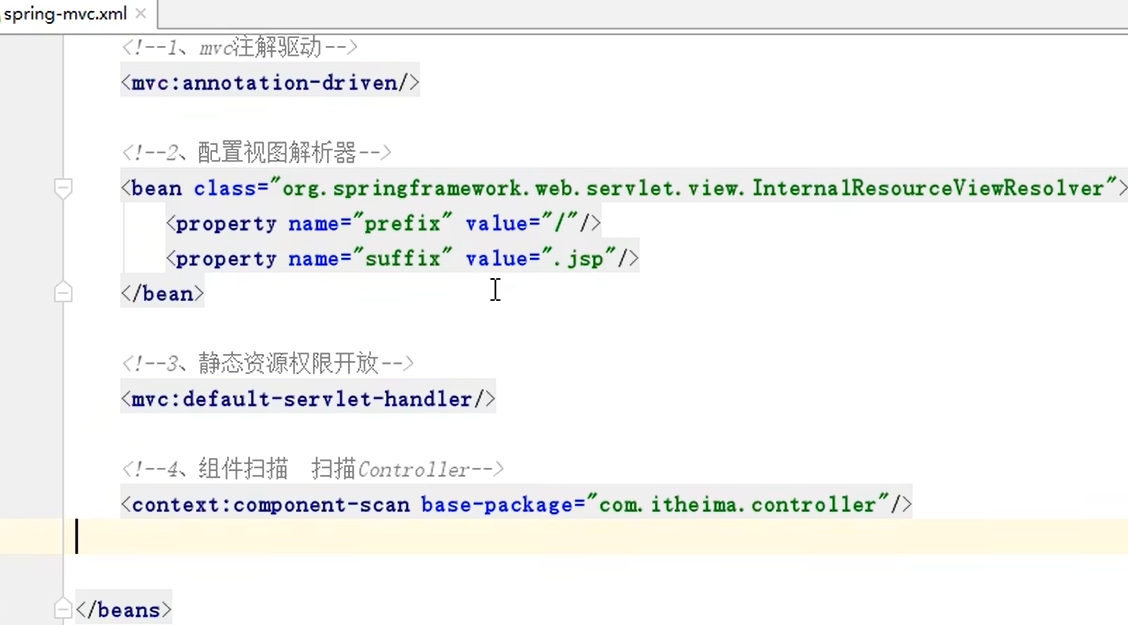 spring-mvc.xml
<!--1、mvc注解驱动-->
<mvc:annotation-driven/>
<!--2、配置视图解析器-->
<bean class="org.springframework.web.servlet.view.InternalResourceViewResolver">
<property name="prefix" value="/"/>
<property name="suffix" value=".jsp"/>
</bean>
<!--3、静态资源权限开放-->
<mvc:default-servlet-handler/>
<!--4、组件扫描  扫描Controller-->
<context:component-scan base-package="com.itheima.controller"/>
</beans>